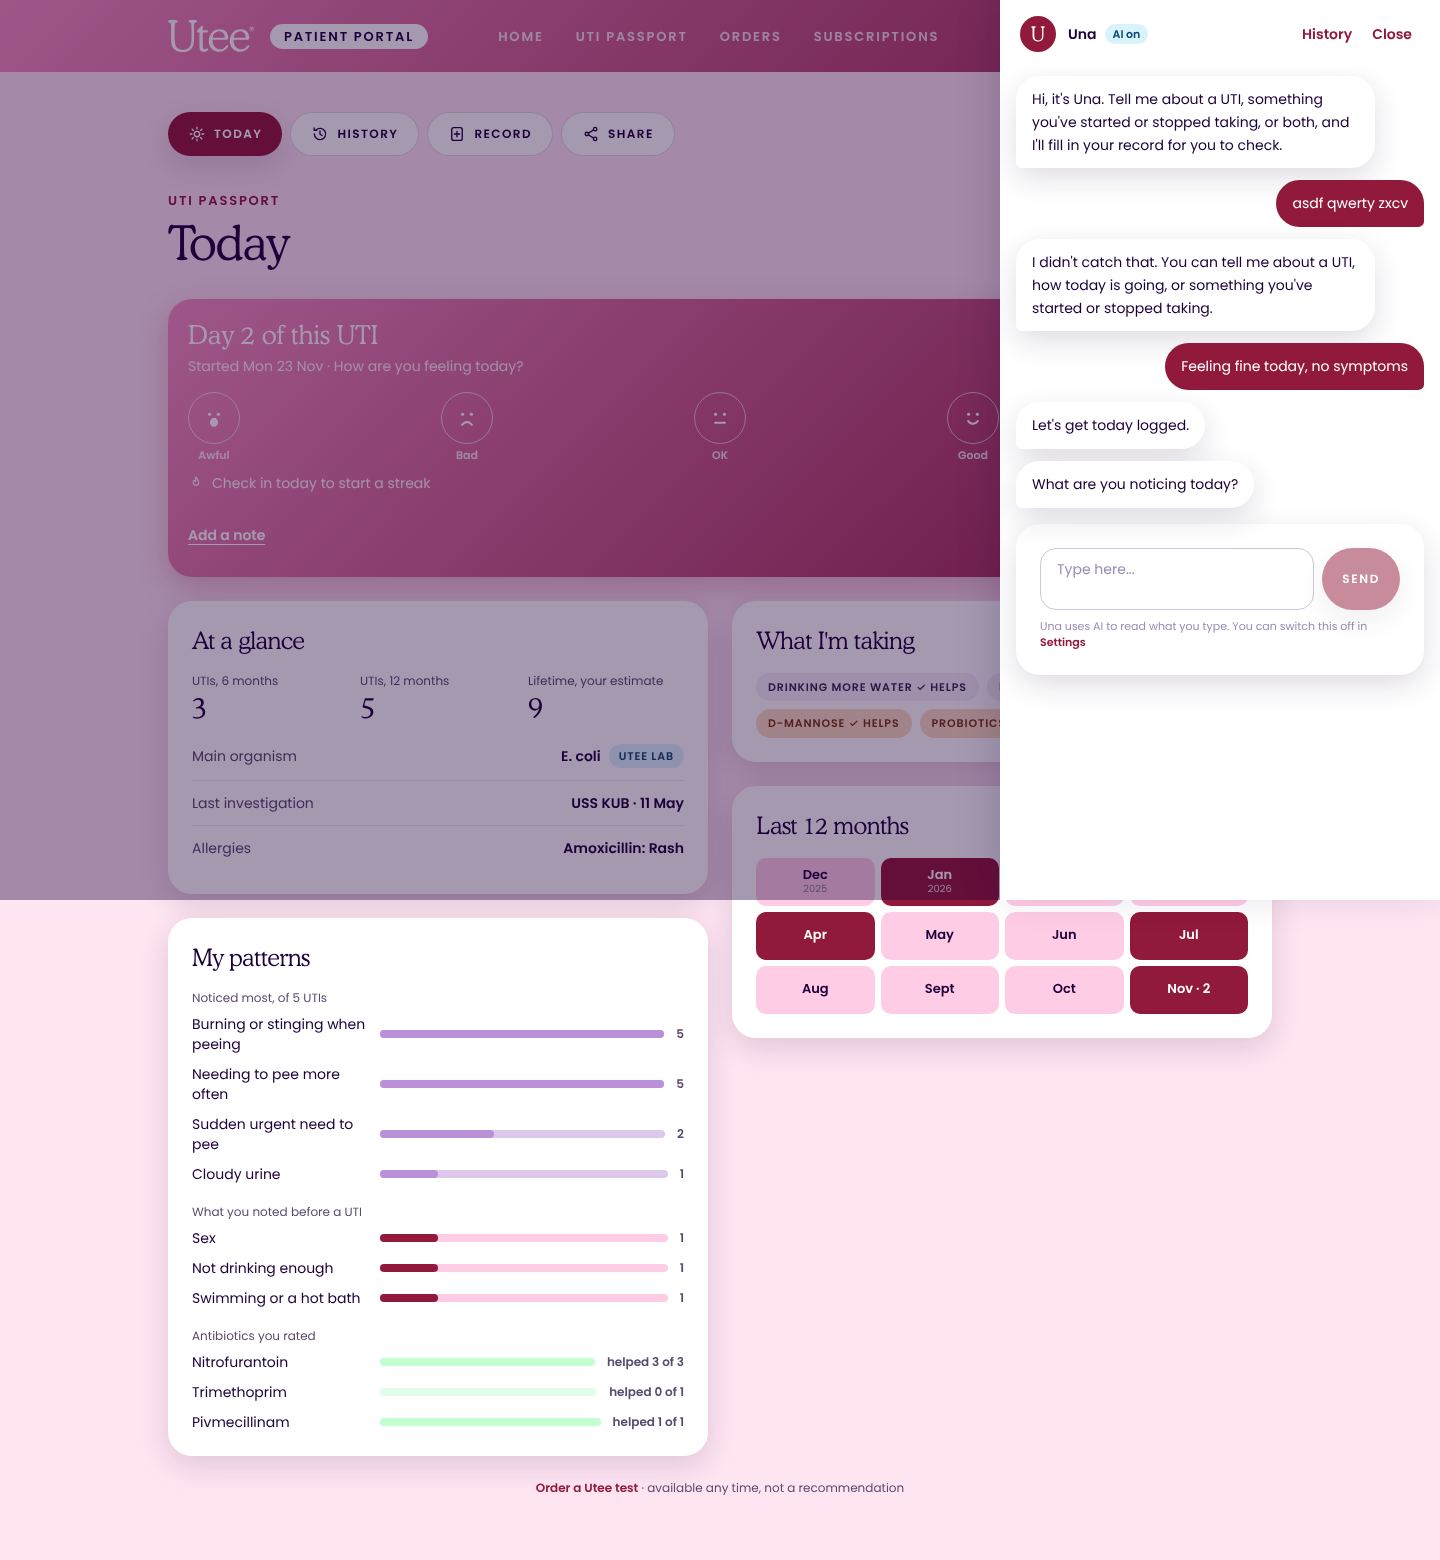 Utee
PATIENT PORTAL
HOME
UTI PASSPORT
ORDERS
SUBSCRIPTIONS
TODAY
HISTORY
RECORD
SHARE
UTI PASSPORT
Today
Day 2 of this UTI
Started Mon 23 Nov · How are you feeling today?
Awful
Bad
OK
Good
Check in today to start a streak
Add a note
At a glance
UTIs, 6 months
3
UTIs, 12 months
5
Lifetime, your estimate
9
Main organism
E. coli
UTEE LAB
Last investigation
USS KUB · 11 May
Allergies
Amoxicillin: Rash
What I'm taking
DRINKING MORE WATER ✓ HELPS
D-MANNOSE ✓ HELPS
PROBIOTICS
Last 12 months
Dec
2025
Jan
2026
Apr
May
Jun
Jul
Aug
Sept
Oct
Nov · 2
My patterns
Noticed most, of 5 UTIs
Burning or stinging when
peeing
5
Needing to pee more
often
5
Sudden urgent need to
pee
2
Cloudy urine
1
What you noted before a UTI
Sex
1
Not drinking enough
1
Swimming or a hot bath
1
Antibiotics you rated
Nitrofurantoin
helped 3 of 3
Trimethoprim
helped 0 of 1
Pivmecillinam
helped 1 of 1
Order a Utee test · available any time, not a recommendation
U
Una
AI on
History
Close
Hi, it's Una. Tell me about a UTI, something
you've started or stopped taking, or both, and
I'll fill in your record for you to check.
asdf qwerty zxcv
I didn't catch that. You can tell me about a UTI,
how today is going, or something you've
started or stopped taking.
Feeling fine today, no symptoms
Let's get today logged.
What are you noticing today?
Type here...
SEND
Una uses AI to read what you type. You can switch this off in
Settings